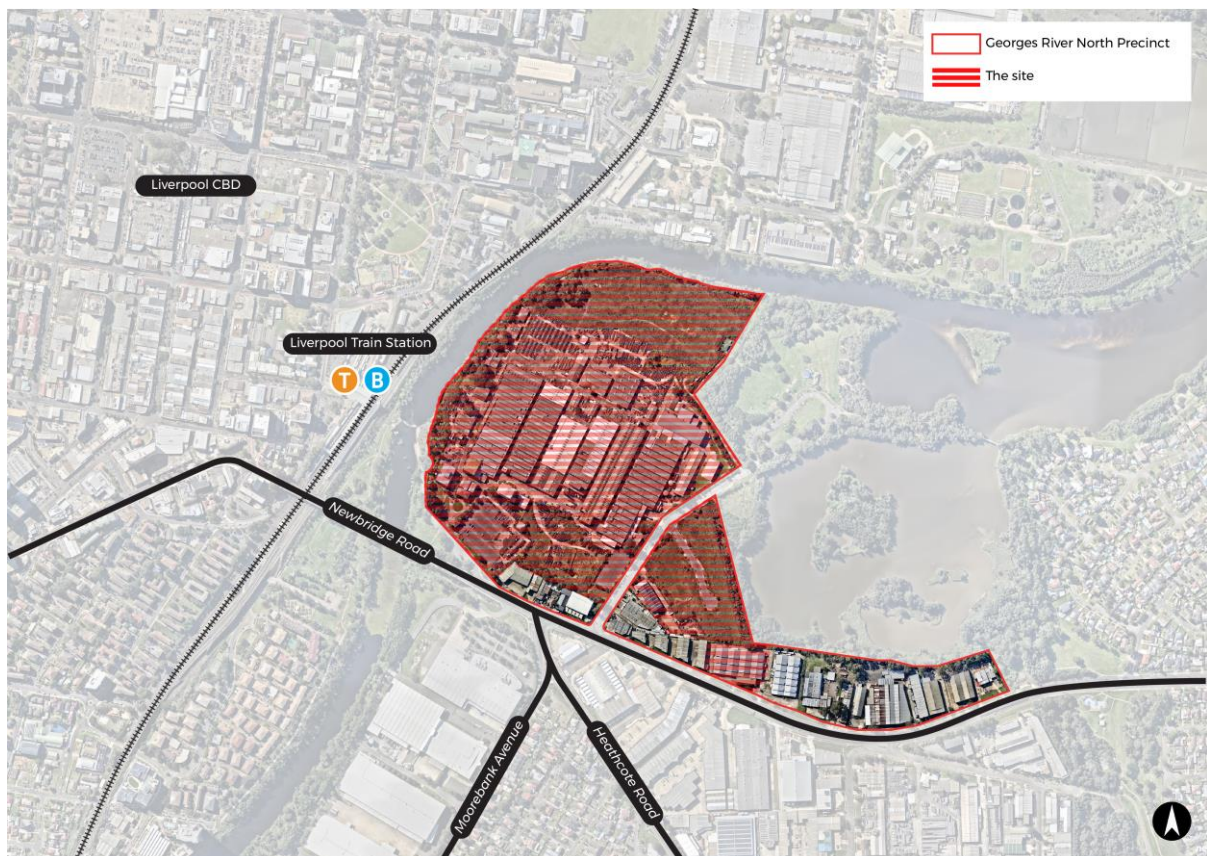 Georges River North Precinct
The site
Liverpool CBD
Liverpool Train Station
T B
Newbridge Road
Moorebank Avenue
Heathcote Road